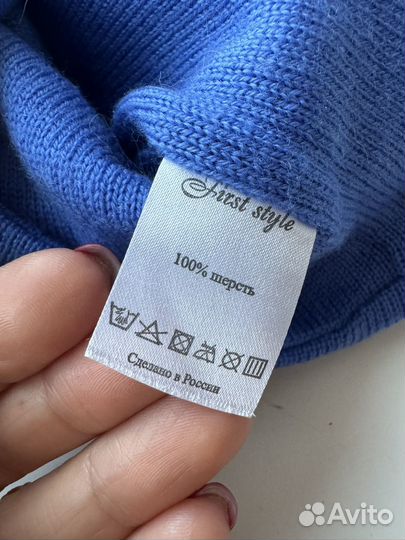 First style
100% шерсть
Сделано в России
Avito